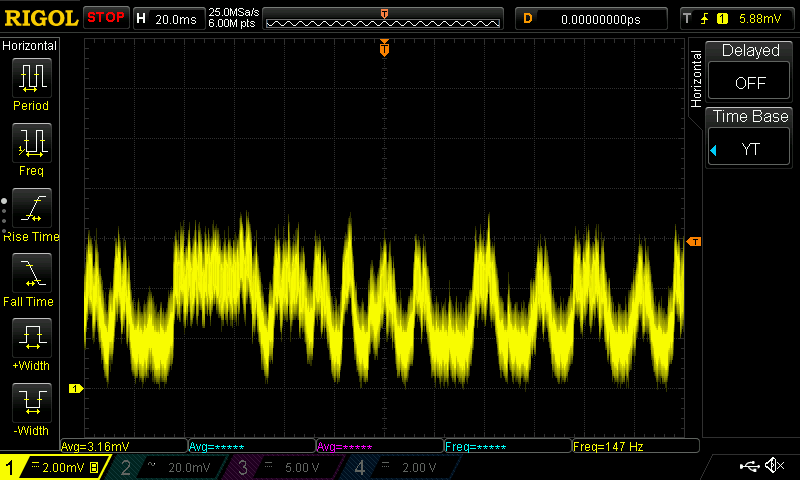 RIGOL STOP H 20.0ms 25.0MSa/s 6.00M pts T D 0.00000000ps T 1 5.88mV
Horizontal
Period
Freq
Rise Time
Fall Time
+Width
-Width
T
T
1
Horizontal
Delayed
OFF
Time Base
YT
Avg=3.16mV Avg=***** Avg=***** Freq=***** Freq=147 Hz
1 2.00mV B 2 20.0mV 3 5.00 V 4 2.00 V